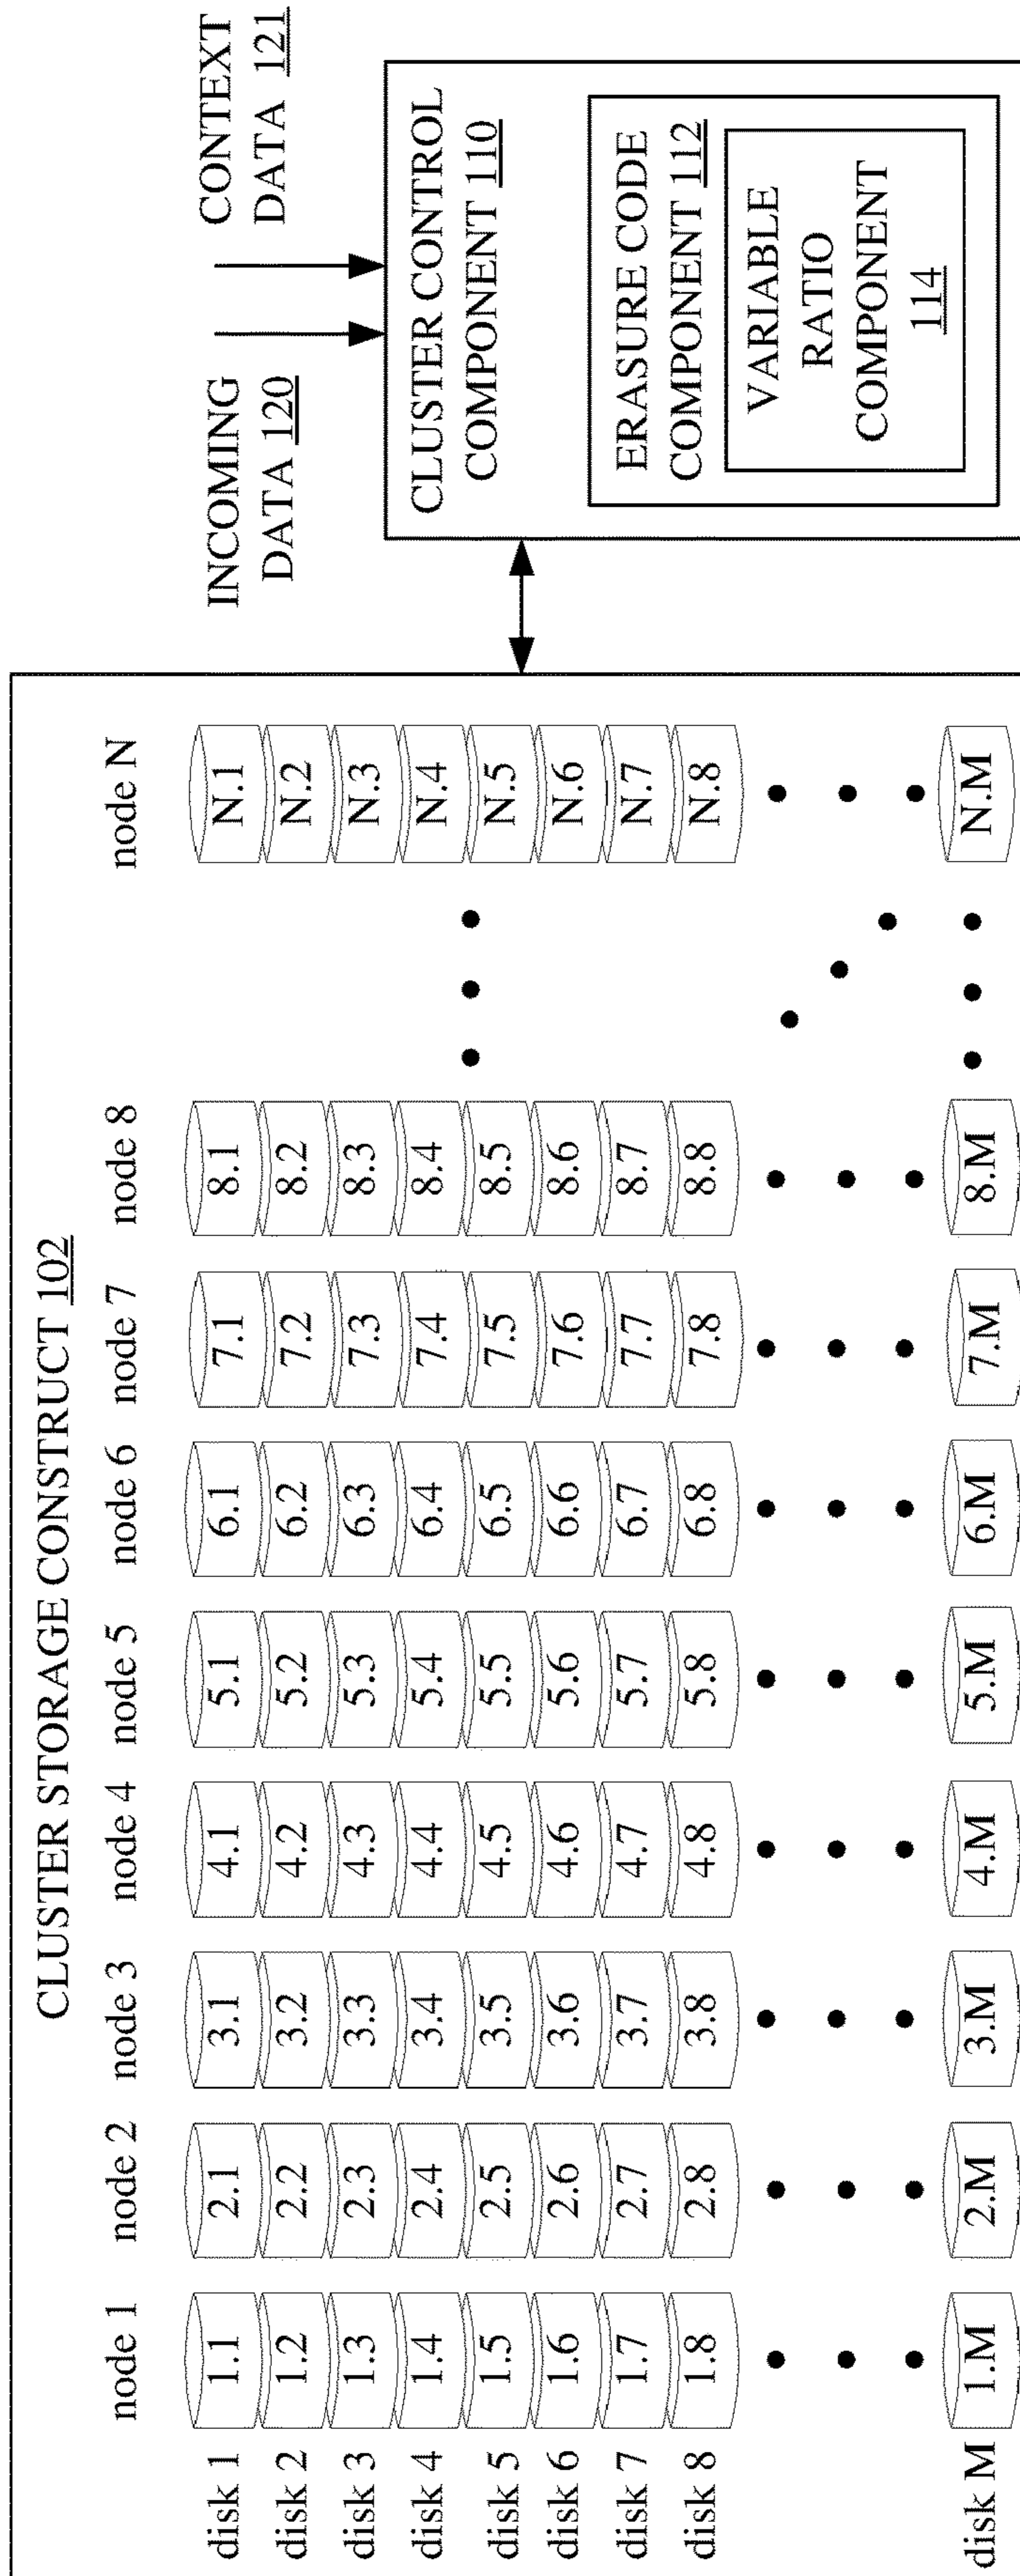 CLUSTER STORAGE CONSTRUCT 102
node 1 node 2 node 3 node 4 node 5 node 6 node 7 node 8 node N
disk 1 1.1 2.1 3.1 4.1 5.1 6.1 7.1 8.1 N.1
disk 2 1.2 2.2 3.2 4.2 5.2 6.2 7.2 8.2 N.2
disk 3 1.3 2.3 3.3 4.3 5.3 6.3 7.3 8.3 N.3
disk 4 1.4 2.4 3.4 4.4 5.4 6.4 7.4 8.4 N.4
disk 5 1.5 2.5 3.5 4.5 5.5 6.5 7.5 8.5 N.5
disk 6 1.6 2.6 3.6 4.6 5.6 6.6 7.6 8.6 N.6
disk 7 1.7 2.7 3.7 4.7 5.7 6.7 7.7 8.7 N.7
disk 8 1.8 2.8 3.8 4.8 5.8 6.8 7.8 8.8 N.8
disk M 1.M 2.M 3.M 4.M 5.M 6.M 7.M 8.M N.M
INCOMING
DATA 120
CONTEXT
DATA 121
CLUSTER CONTROL
COMPONENT 110
ERASURE CODE
COMPONENT 112
VARIABLE
RATIO
COMPONENT
114